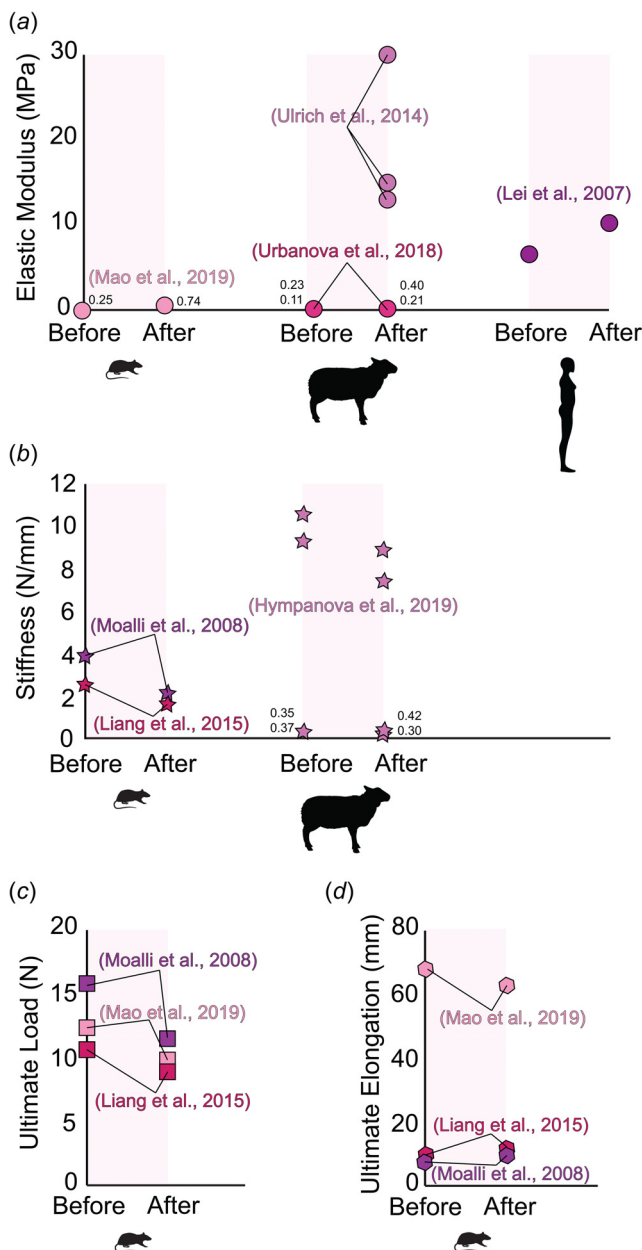 (a)
Elastic Modulus (MPa)
30
20
10
0
(Ulrich et al., 2014)
(Lei et al., 2007)
(Urbanova et al., 2018)
(Mao et al., 2019)
0.25
0.74
0.23
0.11
0.40
0.21
Before After Before After Before After
(b)
Stiffness (N/mm)
12
10
8
6
4
2
0
(Hympanova et al., 2019)
(Moalli et al., 2008)
(Liang et al., 2015)
0.35
0.37
0.42
0.30
Before After Before After
(c)
Ultimate Load (N)
20
15
10
5
0
(Moalli et al., 2008)
(Mao et al., 2019)
(Liang et al., 2015)
Before After
(d)
Ultimate Elongation (mm)
80
60
40
20
0
(Mao et al., 2019)
(Liang et al., 2015)
(Moalli et al., 2008)
Before After